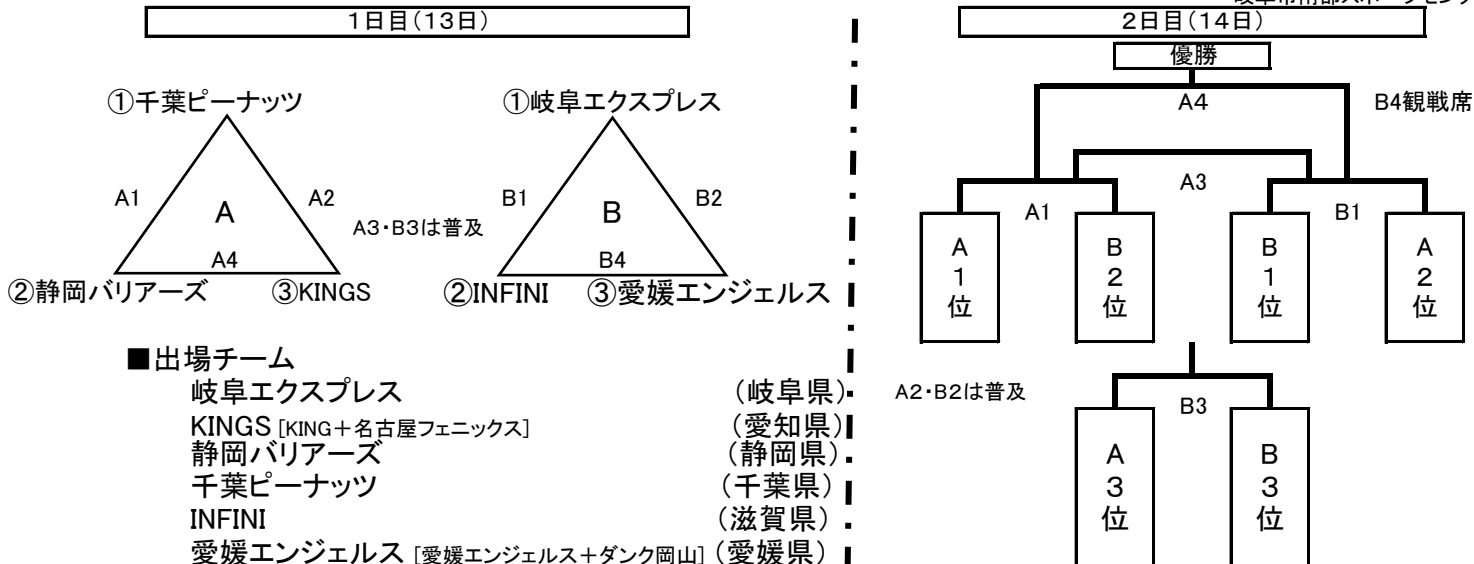 1日目(13日)
①千葉ピーナッツ
①岐阜エクスプレス
A1
A
A2
A3・B3は普及
B1
B
B2
A4
B4
②静岡バリアーズ
③KINGS
②INFINI
③愛媛エンジェルス
■出場チーム
岐阜エクスプレス (岐阜県)
KINGS [KING+名古屋フェニックス] (愛知県)
静岡バリアーズ (静岡県)
千葉ピーナッツ (千葉県)
INFINI (滋賀県)
愛媛エンジェルス [愛媛エンジェルス+ダンク岡山] (愛媛県)
2日目(14日)
優勝
A4
B4観戦席
A3
A1
B1
A1位
B2位
B1位
A2位
A2・B2は普及
B3
A3位
B3位